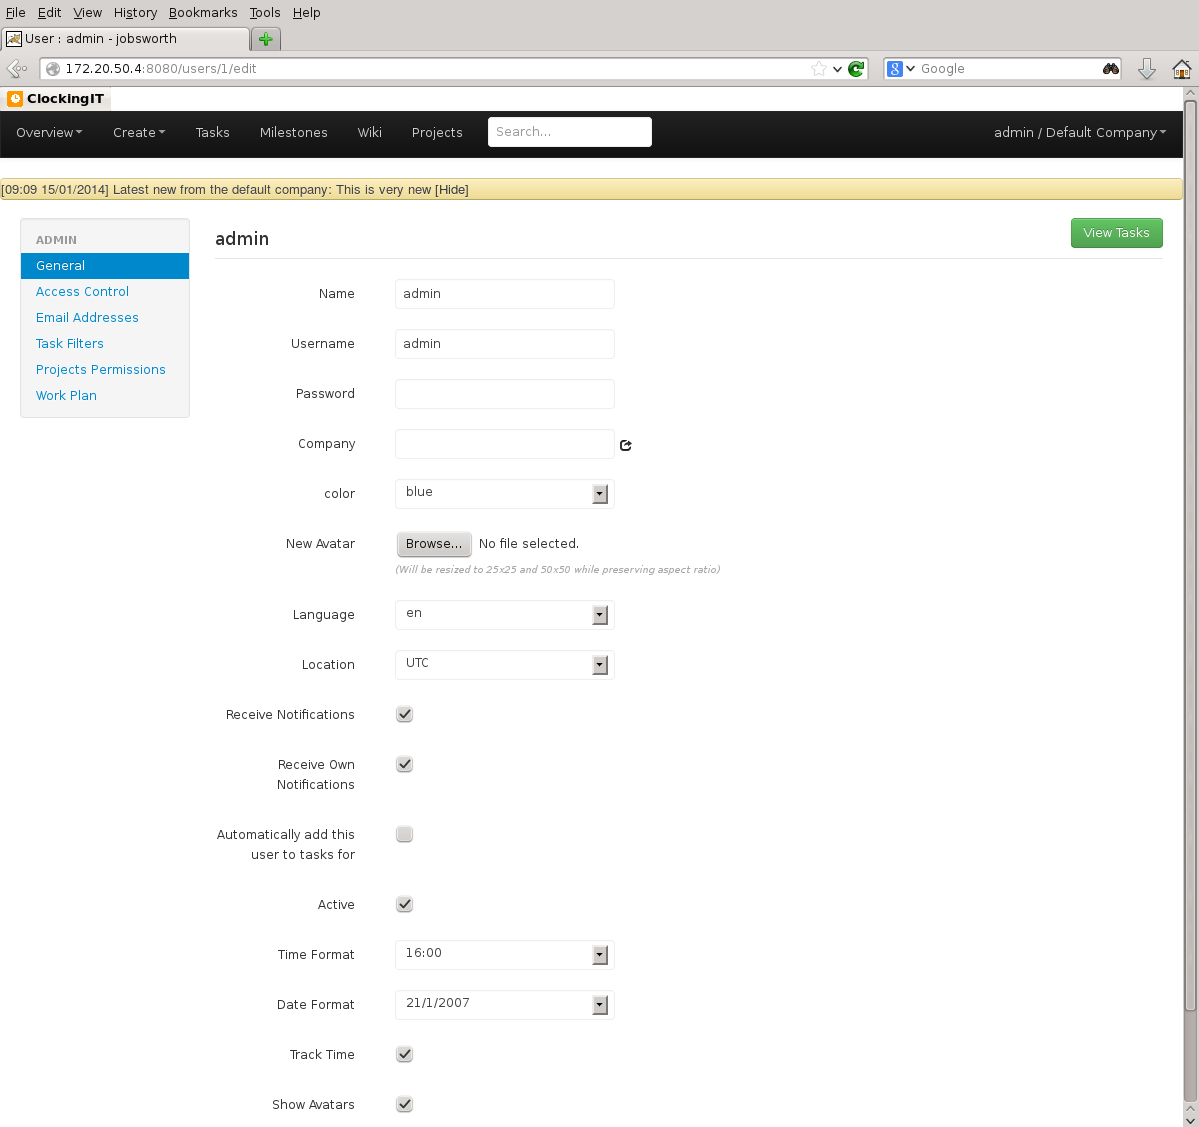 File Edit View History Bookmarks Tools Help
User : admin - jobsworth
172.20.50.4:8080/users/1/edit
Google
ClockingIT
Overview Create Tasks Milestones Wiki Projects Search... admin / Default Company
[09:09 15/01/2014] Latest new from the default company: This is very new [Hide]
ADMIN
General
Access Control
Email Addresses
Task Filters
Projects Permissions
Work Plan
admin
View Tasks
Name admin
Username admin
Password
Company
color blue
New Avatar Browse... No file selected.
(Will be resized to 25x25 and 50x50 while preserving aspect ratio)
Language en
Location UTC
Receive Notifications
Receive Own
Notifications
Automatically add this
user to tasks for
Active
Time Format 16:00
Date Format 21/1/2007
Track Time
Show Avatars